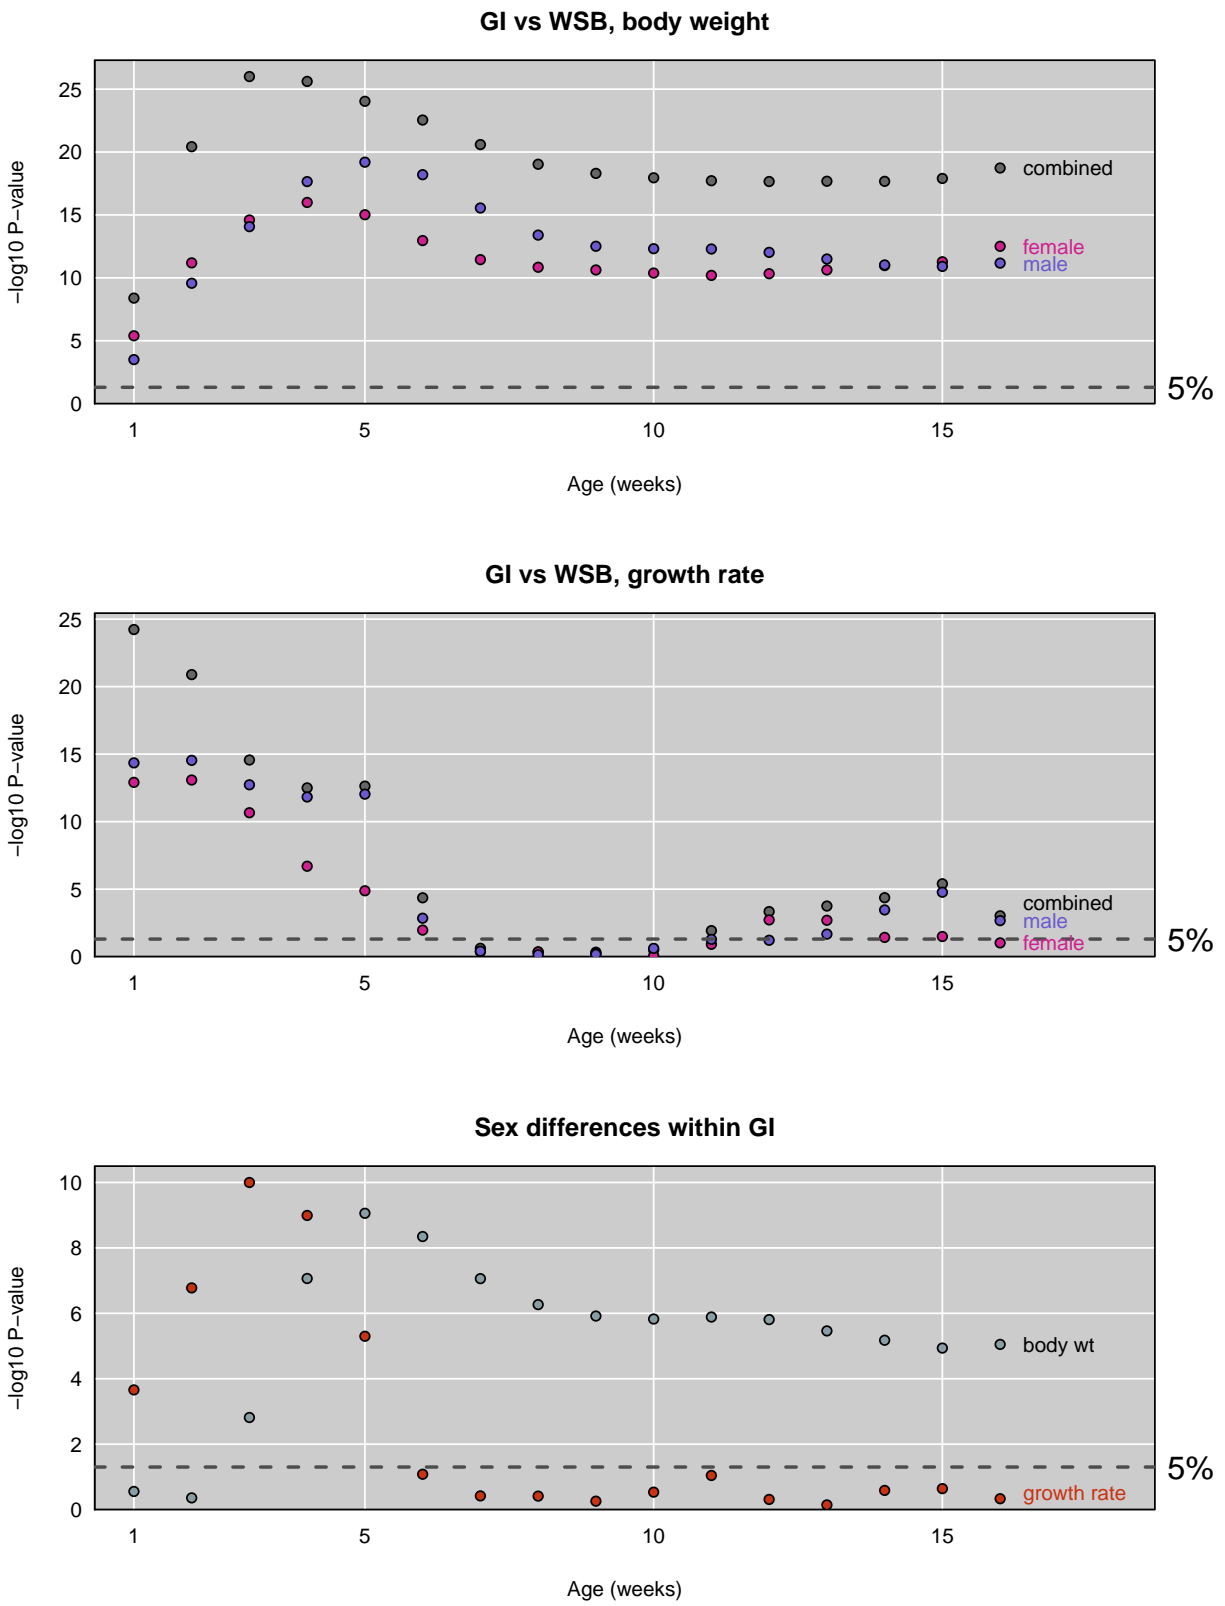 GI vs WSB, body weight
−log10 P−value
25
20
15
10
5
0
combined
female
male
5%
1 5 10 15
Age (weeks)
GI vs WSB, growth rate
−log10 P−value
25
20
15
10
5
0
combined
male
female
5%
1 5 10 15
Age (weeks)
Sex differences within GI
−log10 P−value
10
8
6
4
2
0
body wt
5%
growth rate
1 5 10 15
Age (weeks)